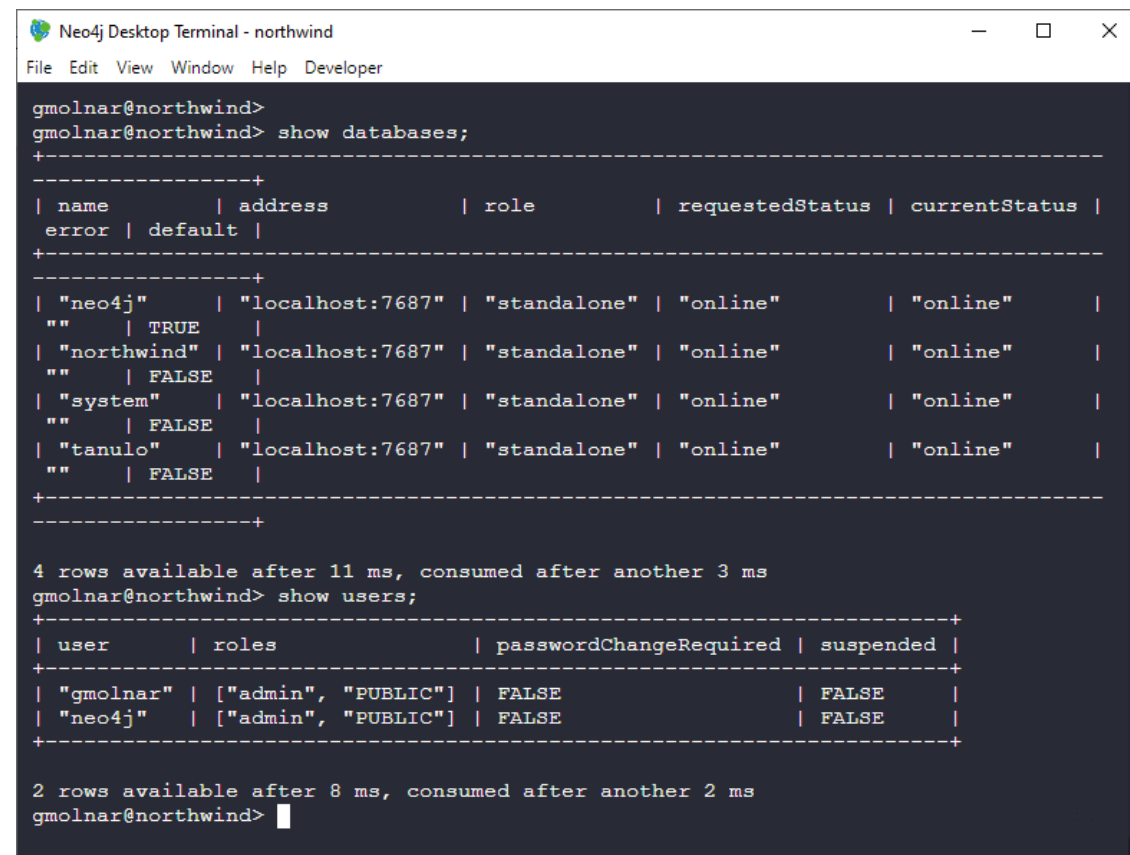 Neo4j Desktop Terminal - northwind
File Edit View Window Help Developer
gmolnar@northwind>
gmolnar@northwind> show databases;
+----------------------------------------------------------------------------------
-----------------+
| name        | address          | role         | requestedStatus | currentStatus |
 error | default |
+----------------------------------------------------------------------------------
-----------------+
| "neo4j"     | "localhost:7687" | "standalone" | "online"        | "online"      |
 ""    | TRUE    |
| "northwind" | "localhost:7687" | "standalone" | "online"        | "online"      |
 ""    | FALSE   |
| "system"    | "localhost:7687" | "standalone" | "online"        | "online"      |
 ""    | FALSE   |
| "tanulo"    | "localhost:7687" | "standalone" | "online"        | "online"      |
 ""    | FALSE   |
+----------------------------------------------------------------------------------
-----------------+
4 rows available after 11 ms, consumed after another 3 ms
gmolnar@northwind> show users;
+----------------------------------------------------------------------+
| user      | roles               | passwordChangeRequired | suspended |
+----------------------------------------------------------------------+
| "gmolnar" | ["admin", "PUBLIC"] | FALSE                  | FALSE     |
| "neo4j"   | ["admin", "PUBLIC"] | FALSE                  | FALSE     |
+----------------------------------------------------------------------+
2 rows available after 8 ms, consumed after another 2 ms
gmolnar@northwind>